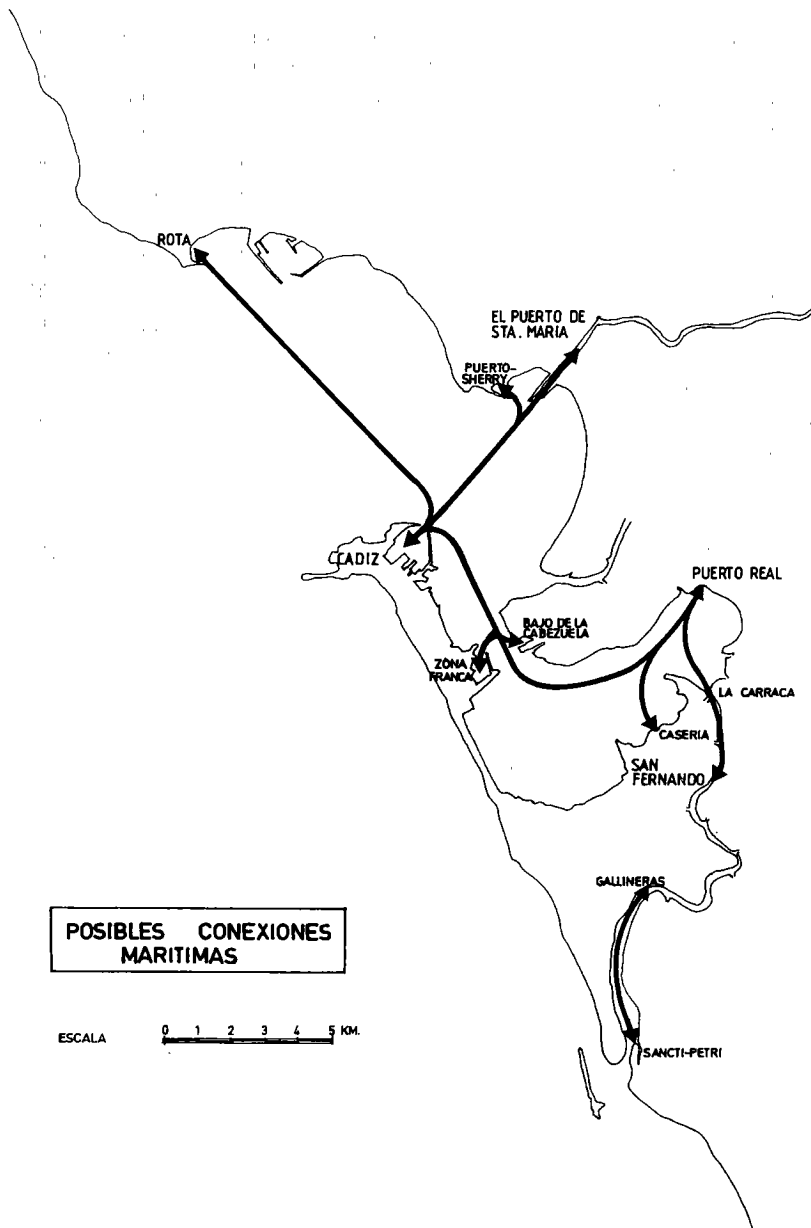 ROTA
EL PUERTO DE
STA. MARIA
PUERTO-
SHERRY
CADIZ
PUERTO REAL
BAJO DE LA
CABEZUELA
ZONA
FRANCA
LA CARRACA
CASERIA
SAN
FERNANDO
GALLINERAS
POSIBLES CONEXIONES
MARITIMAS
ESCALA 0 1 2 3 4 5 KM.
SANCTI-PETRI